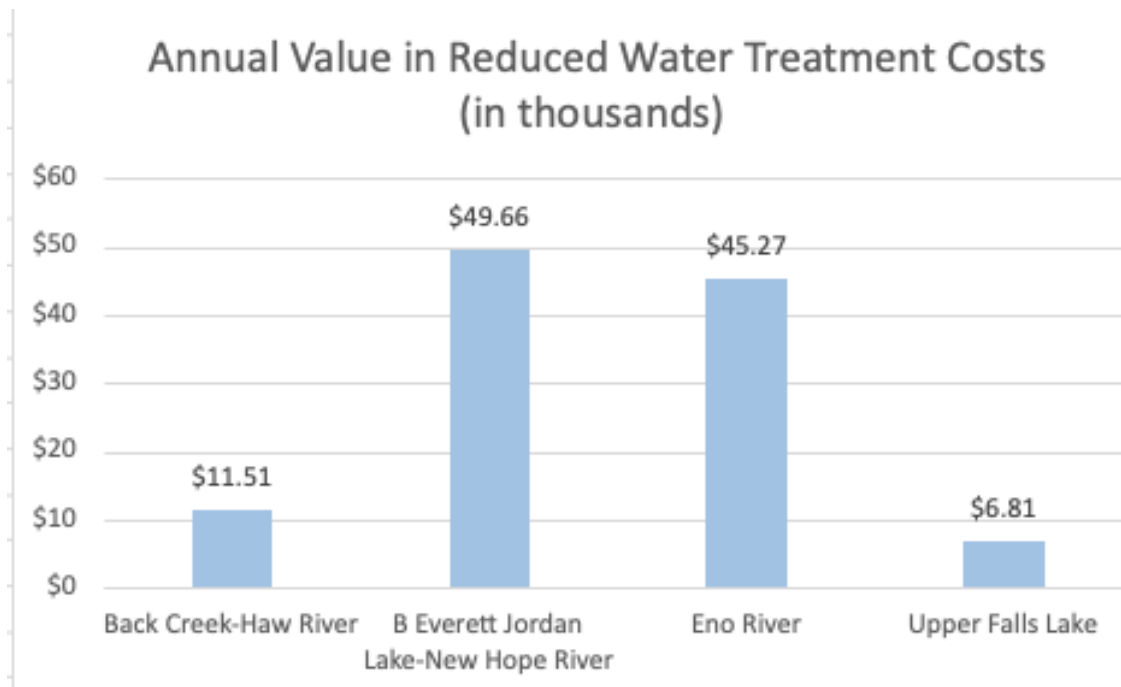 Annual Value in Reduced Water Treatment Costs
(in thousands)
$60
$50
$40
$30
$20
$10
$0
$11.51
$49.66
$45.27
$6.81
Back Creek-Haw River
B Everett Jordan
Lake-New Hope River
Eno River
Upper Falls Lake